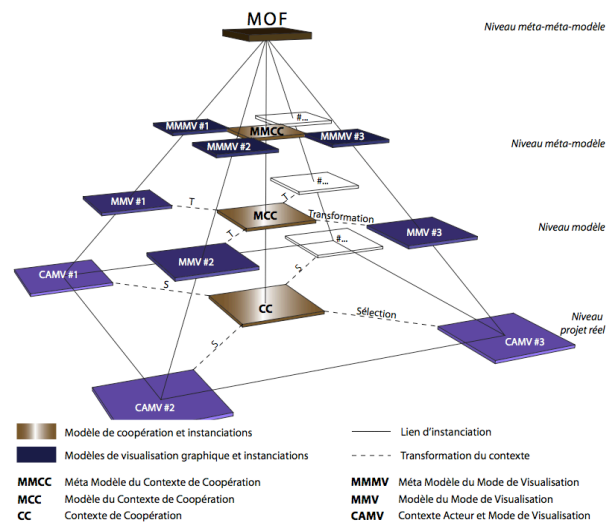 MOF
Niveau méta-méta-modèle
#...
MMMV #1
MMCC
MMMV #3
MMMV #2
Niveau méta-modèle
#...
MMV #1
T
T
MCC
Transformation
Niveau modèle
#...
MMV #3
T
MMV #2
CAMV #1
S
S
CC
Sélection
Niveau
projet réel
CAMV #3
S
CAMV #2
Modèle de coopération et instanciations
Lien d'instanciation
Modèles de visualisation graphique et instanciations
Transformation du contexte
MMCC Méta Modèle du Contexte de Coopération
MMMV Méta Modèle du Mode de Visualisation
MCC Modèle du Contexte de Coopération
MMV Modèle du Mode de Visualisation
CC Contexte de Coopération
CAMV Contexte Acteur et Mode de Visualisation